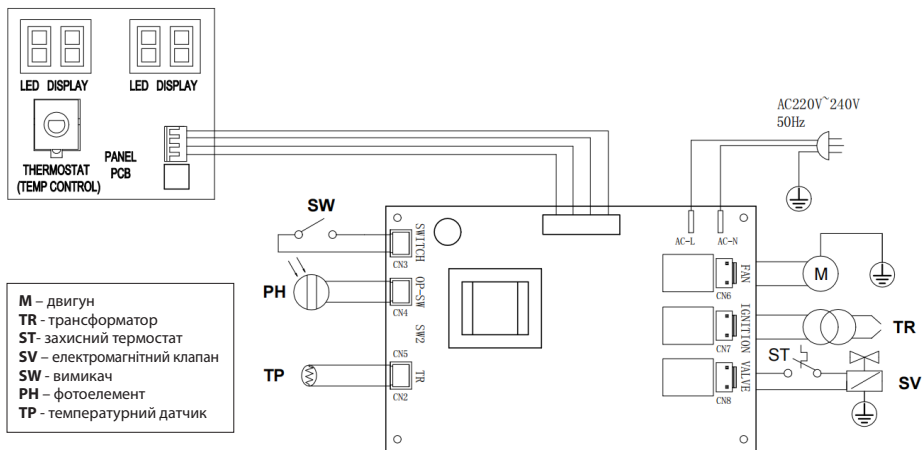 LED DISPLAY
LED DISPLAY
THERMOSTAT
(TEMP CONTROL)
PANEL
PCB
AC220V~240V
50Hz
SW
SWITCH
CN3
AC-L
AC-N
PH
OP-SW
CN4
SW2
FAN
CN6
M
IGNITION
CN7
TR
TP
CN5
TR
CN2
VALVE
CN8
ST
SV
M – двигун
TR - трансформатор
ST- захисний термостат
SV – електромагнітний клапан
SW - вимикач
PH – фотоелемент
TP - температурний датчик